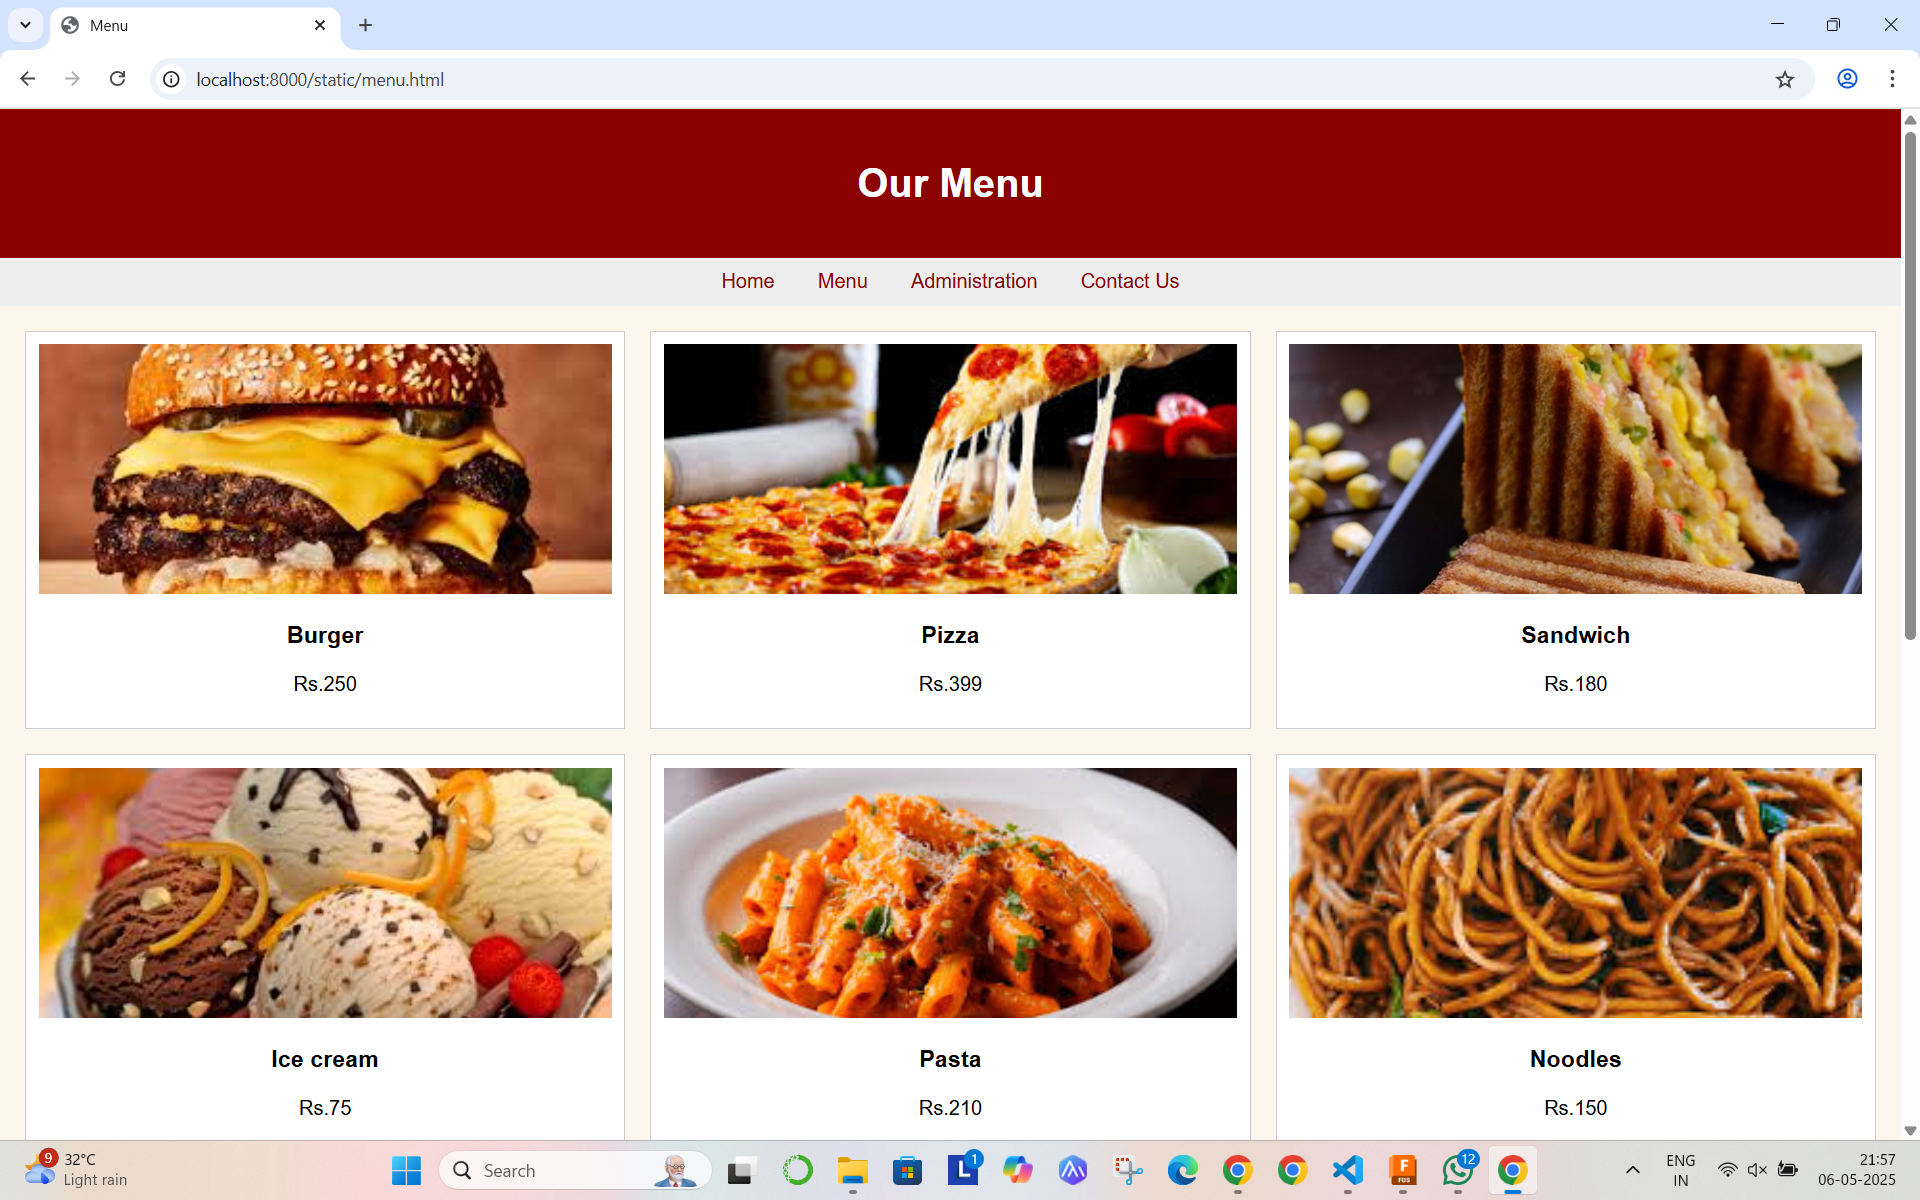 Menu
localhost:8000/static/menu.html
Our Menu
Home Menu Administration Contact Us
Burger Pizza Sandwich
Rs.250 Rs.399 Rs.180
Ice cream Pasta Noodles
Rs.75 Rs.210 Rs.150
9 32°C
Light rain
Search
L 1
F
FUS
12
ENG
IN
21:57
06-05-2025